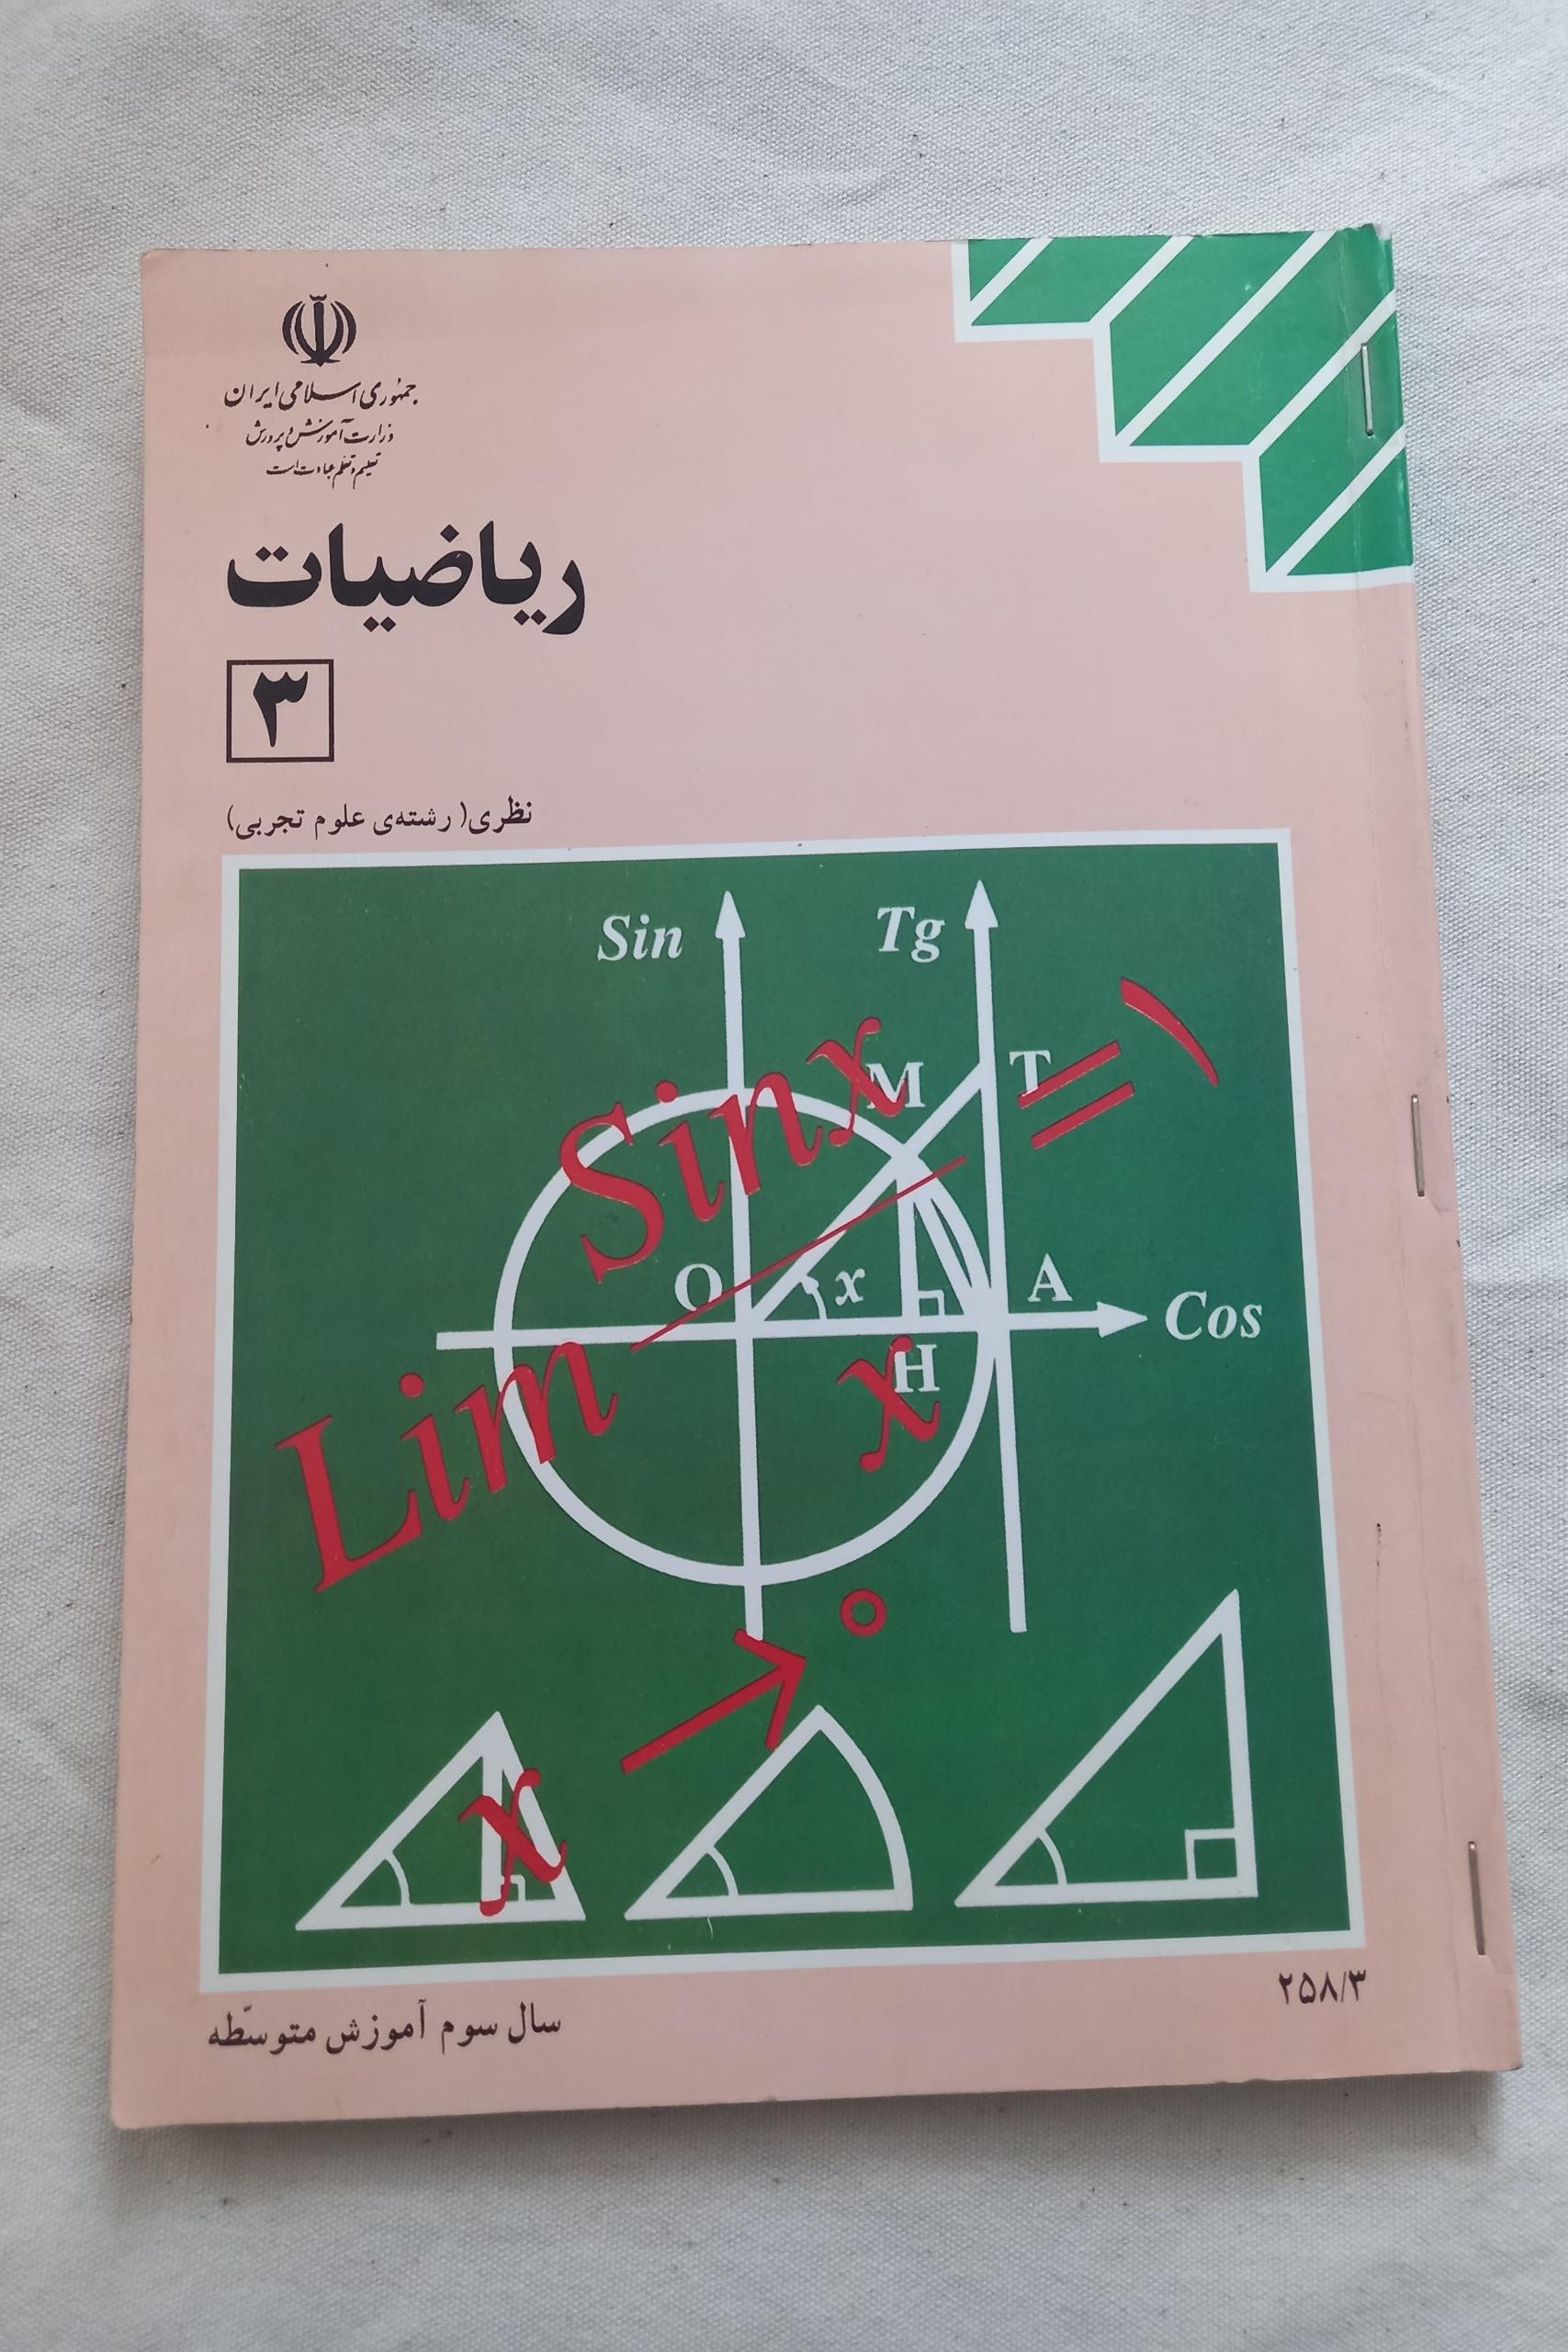 جمهوری اسلامی ایران
وزارت آموزش و پرورش
تعلیم و تعلم عبادت است
ریاضیات
۳
نظری (رشته‌ی علوم تجربی)
Sin
Tg
Lim Sinx = ۱
x
x → ۰
M
T
O
x
A
Cos
H
۲۵۸/۳
سال سوم آموزش متوسّطه